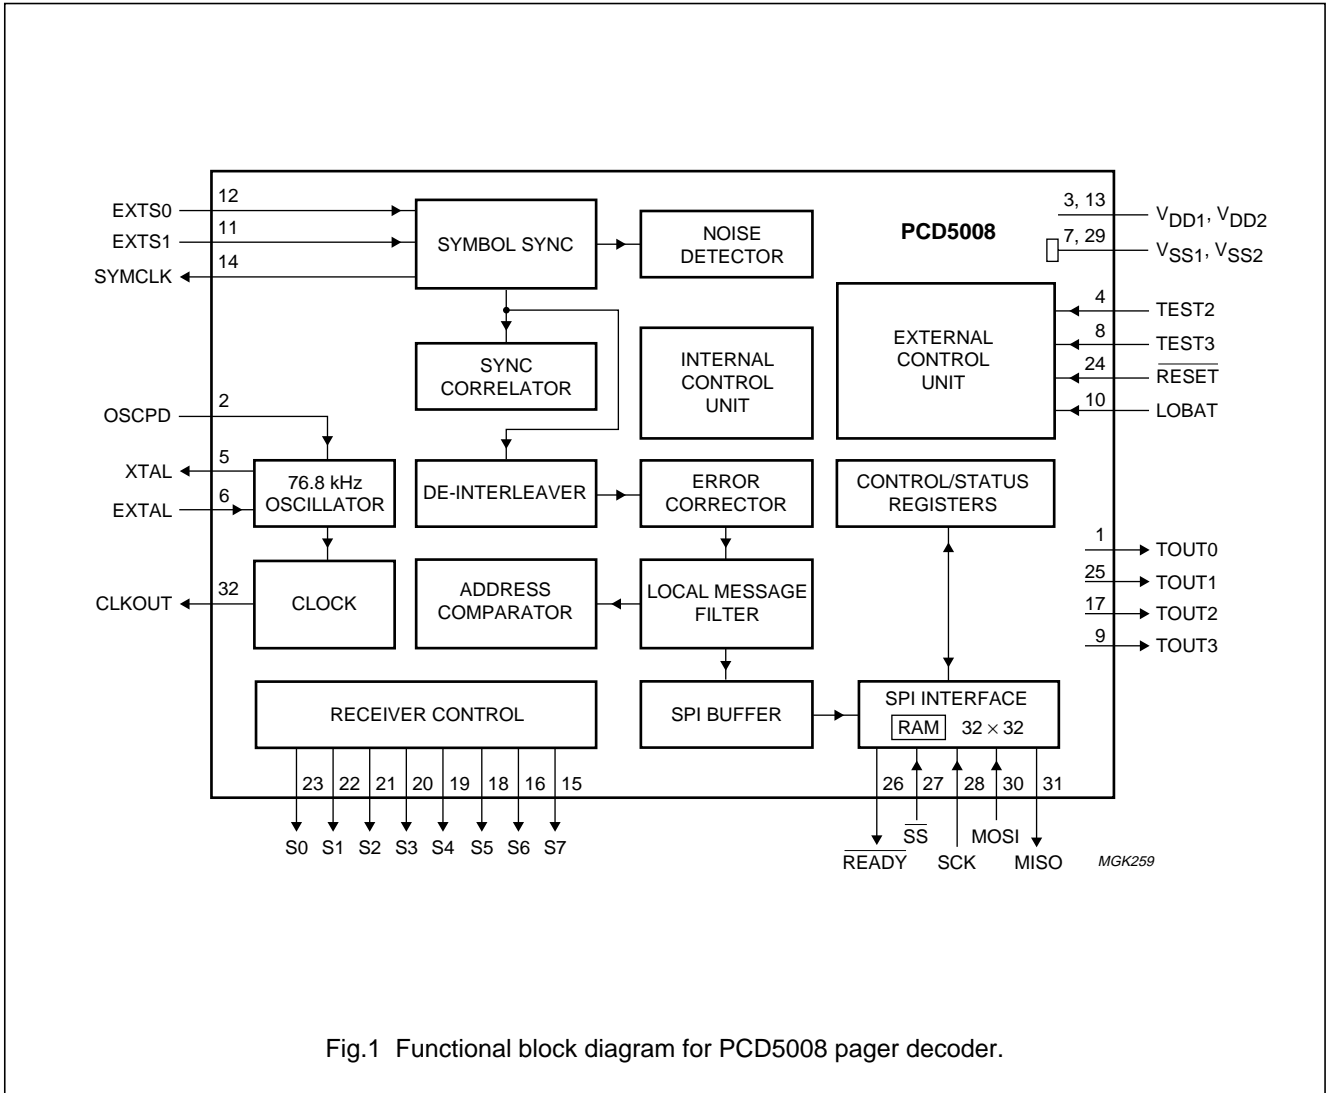 12
EXTS0
11
EXTS1
14
SYMCLK
SYMBOL SYNC
NOISE
DETECTOR
PCD5008
3, 13
VDD1, VDD2
7, 29
VSS1, VSS2
4
TEST2
8
TEST3
24
RESET
10
LOBAT
EXTERNAL
CONTROL
UNIT
INTERNAL
CONTROL
UNIT
SYNC
CORRELATOR
2
OSCPD
5
XTAL
6
EXTAL
76.8 kHz
OSCILLATOR
DE-INTERLEAVER
ERROR
CORRECTOR
CONTROL/STATUS
REGISTERS
1
TOUT0
25
TOUT1
17
TOUT2
9
TOUT3
32
CLKOUT
CLOCK
ADDRESS
COMPARATOR
LOCAL MESSAGE
FILTER
RECEIVER CONTROL
SPI BUFFER
SPI INTERFACE
RAM 32 × 32
23 22 21 20 19 18 16 15
26 27 28 30 31
S0 S1 S2 S3 S4 S5 S6 S7
SS MOSI
READY SCK MISO
MGK259
Fig.1 Functional block diagram for PCD5008 pager decoder.